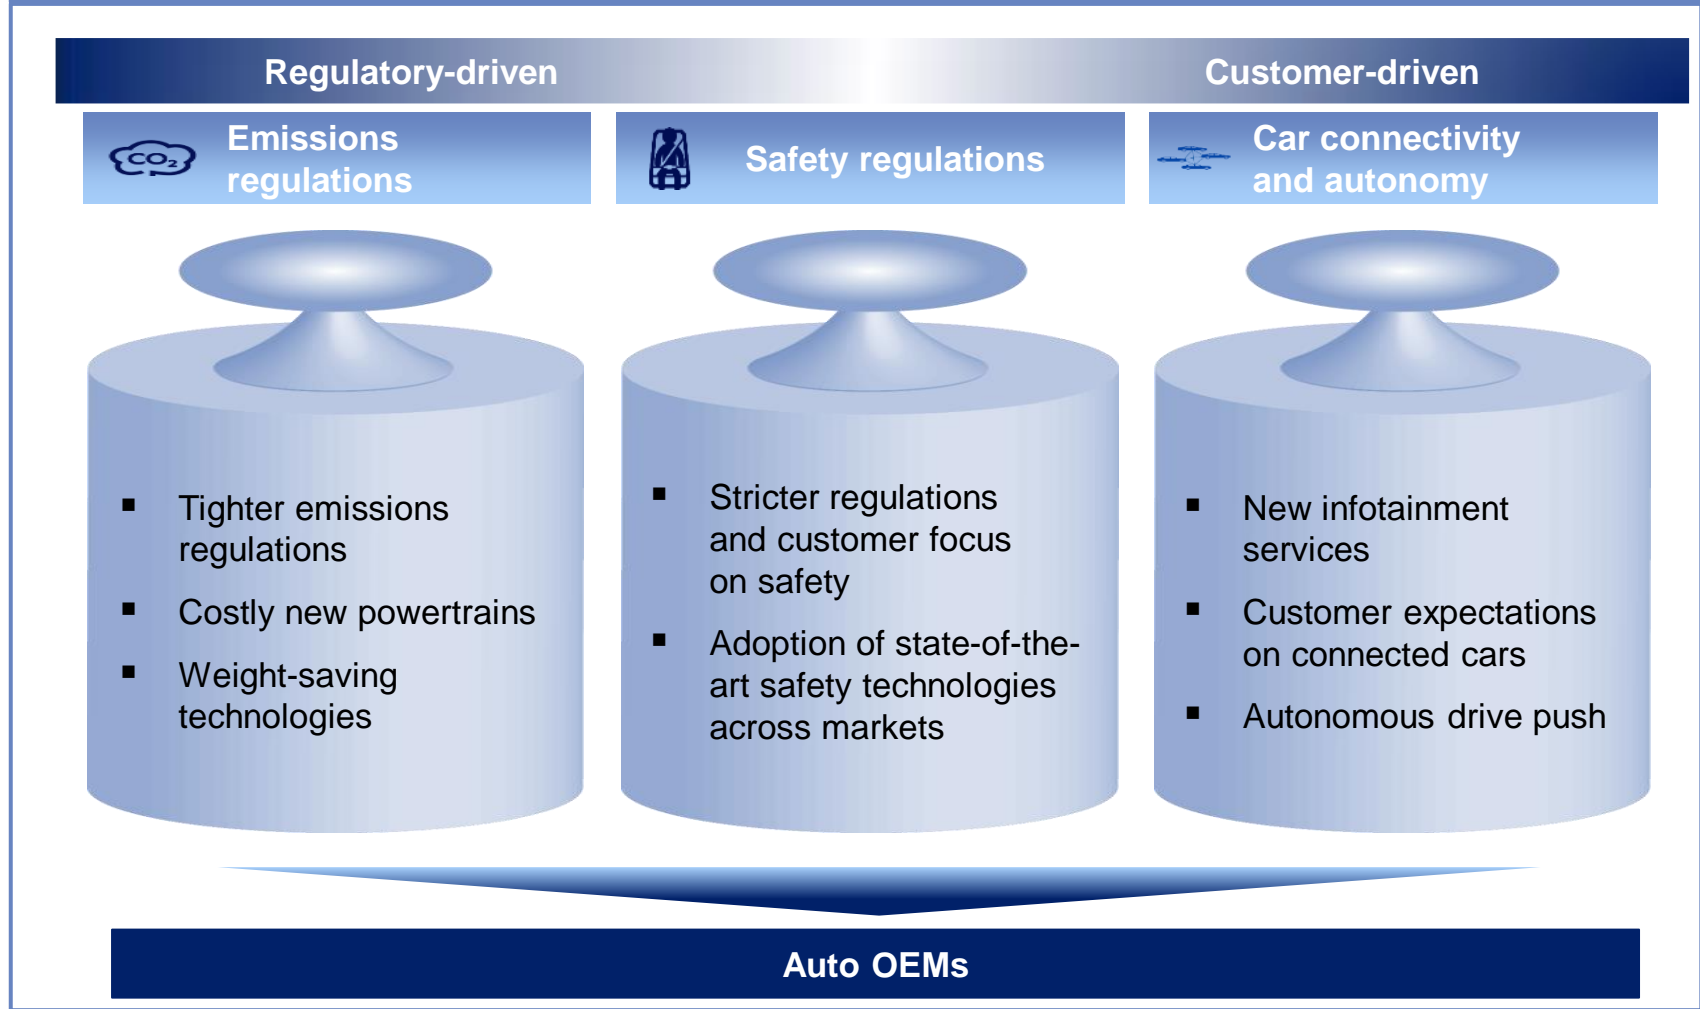 Regulatory-driven
Customer-driven
CO₂
Emissions
regulations
Safety regulations
Car connectivity
and autonomy
▪ Tighter emissions
regulations
▪ Costly new powertrains
▪ Weight-saving
technologies
▪ Stricter regulations
and customer focus
on safety
▪ Adoption of state-of-the-
art safety technologies
across markets
▪ New infotainment
services
▪ Customer expectations
on connected cars
▪ Autonomous drive push
Auto OEMs